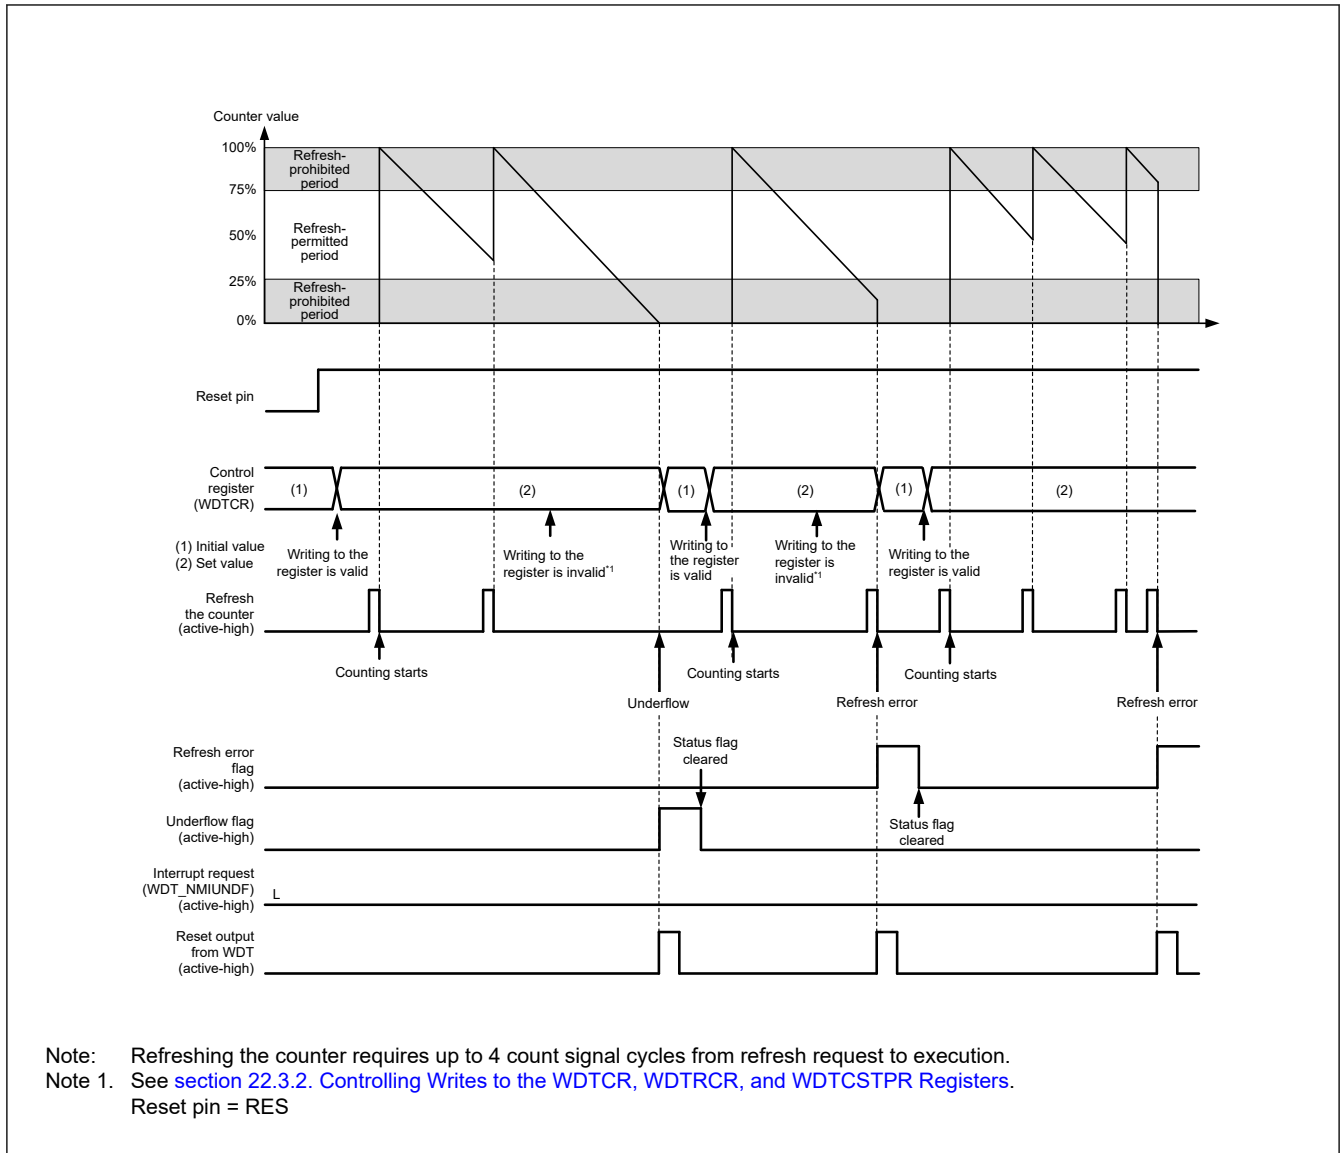 Counter value
100%
Refresh-
prohibited
period
75%
50%
Refresh-
permitted
period
25%
Refresh-
prohibited
period
0%
Reset pin
Control
register
(WDTCR)
(1)
(2)
(1)
(2)
(1)
(2)
(1) Initial value
(2) Set value
Writing to the
register is valid
Writing to the
register is invalid*1
Writing to
the register
is valid
Writing to the
register is
invalid*1
Writing to the
register is valid
Refresh
the counter
(active-high)
Counting starts
Counting starts
Counting starts
Underflow
Refresh error
Refresh error
Refresh error
flag
(active-high)
Status flag
cleared
Underflow flag
(active-high)
Status flag
cleared
Interrupt request
(WDT_NMIUNDF)
(active-high)
L
Reset output
from WDT
(active-high)
Note: Refreshing the counter requires up to 4 count signal cycles from refresh request to execution.
Note 1. See section 22.3.2. Controlling Writes to the WDTCR, WDTRCR, and WDTCSTPR Registers.
Reset pin = RES